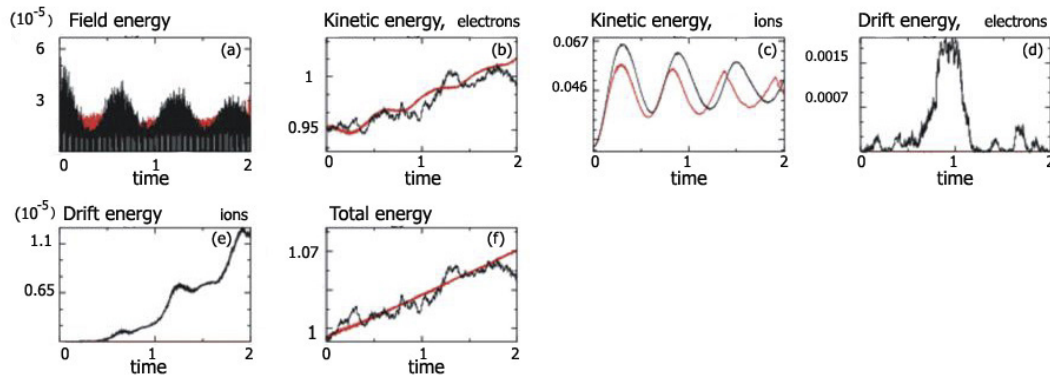 (10⁻⁵) Field energy
(a)
6
3
0 1 2
time
Kinetic energy, electrons
(b)
1
0.95
0 1 2
time
Kinetic energy, ions
(c)
0.067
0.046
0 1 2
time
Drift energy, electrons
(d)
0.0015
0.0007
0 1 2
time
(10⁻⁵) Drift energy ions
(e)
1.1
0.65
0 1 2
time
Total energy
(f)
1.07
1
0 1 2
time